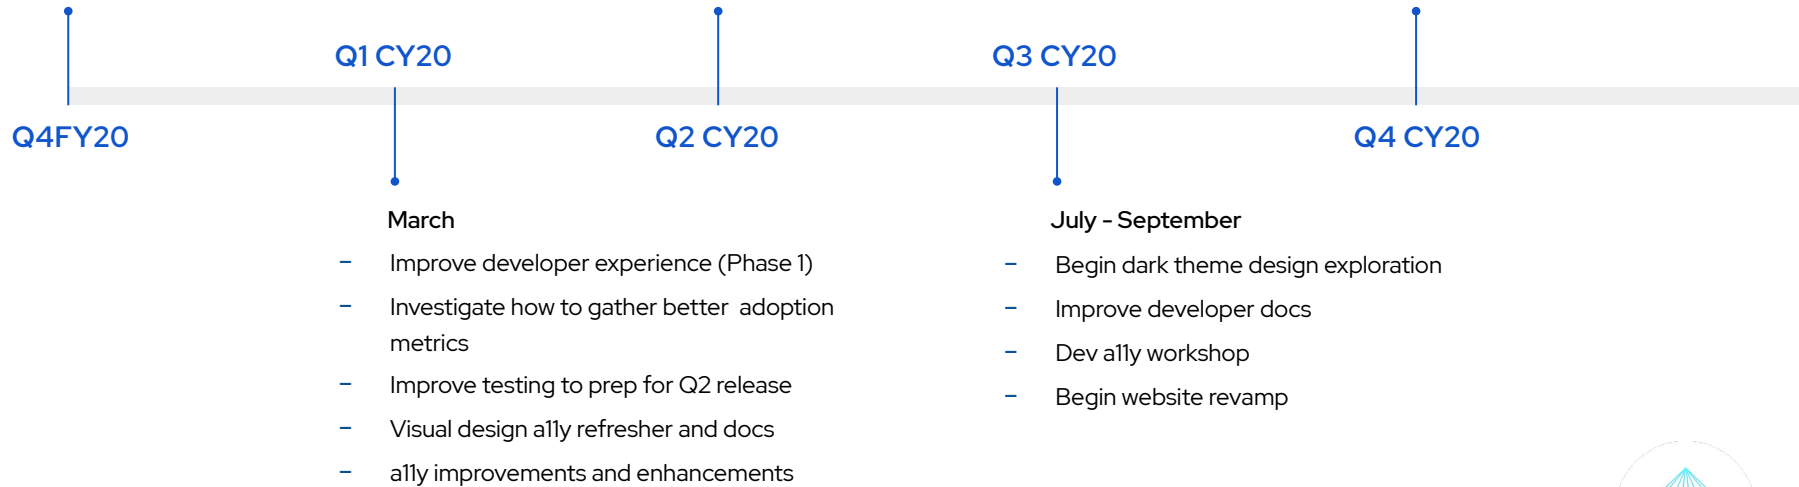 Q1 CY20
Q3 CY20
Q4FY20
Q2 CY20
Q4 CY20
March
– Improve developer experience (Phase 1)
– Investigate how to gather better  adoption
metrics
– Improve testing to prep for Q2 release
– Visual design a11y refresher and docs
– a11y improvements and enhancements
July - September
– Begin dark theme design exploration
– Improve developer docs
– Dev a11y workshop
– Begin website revamp